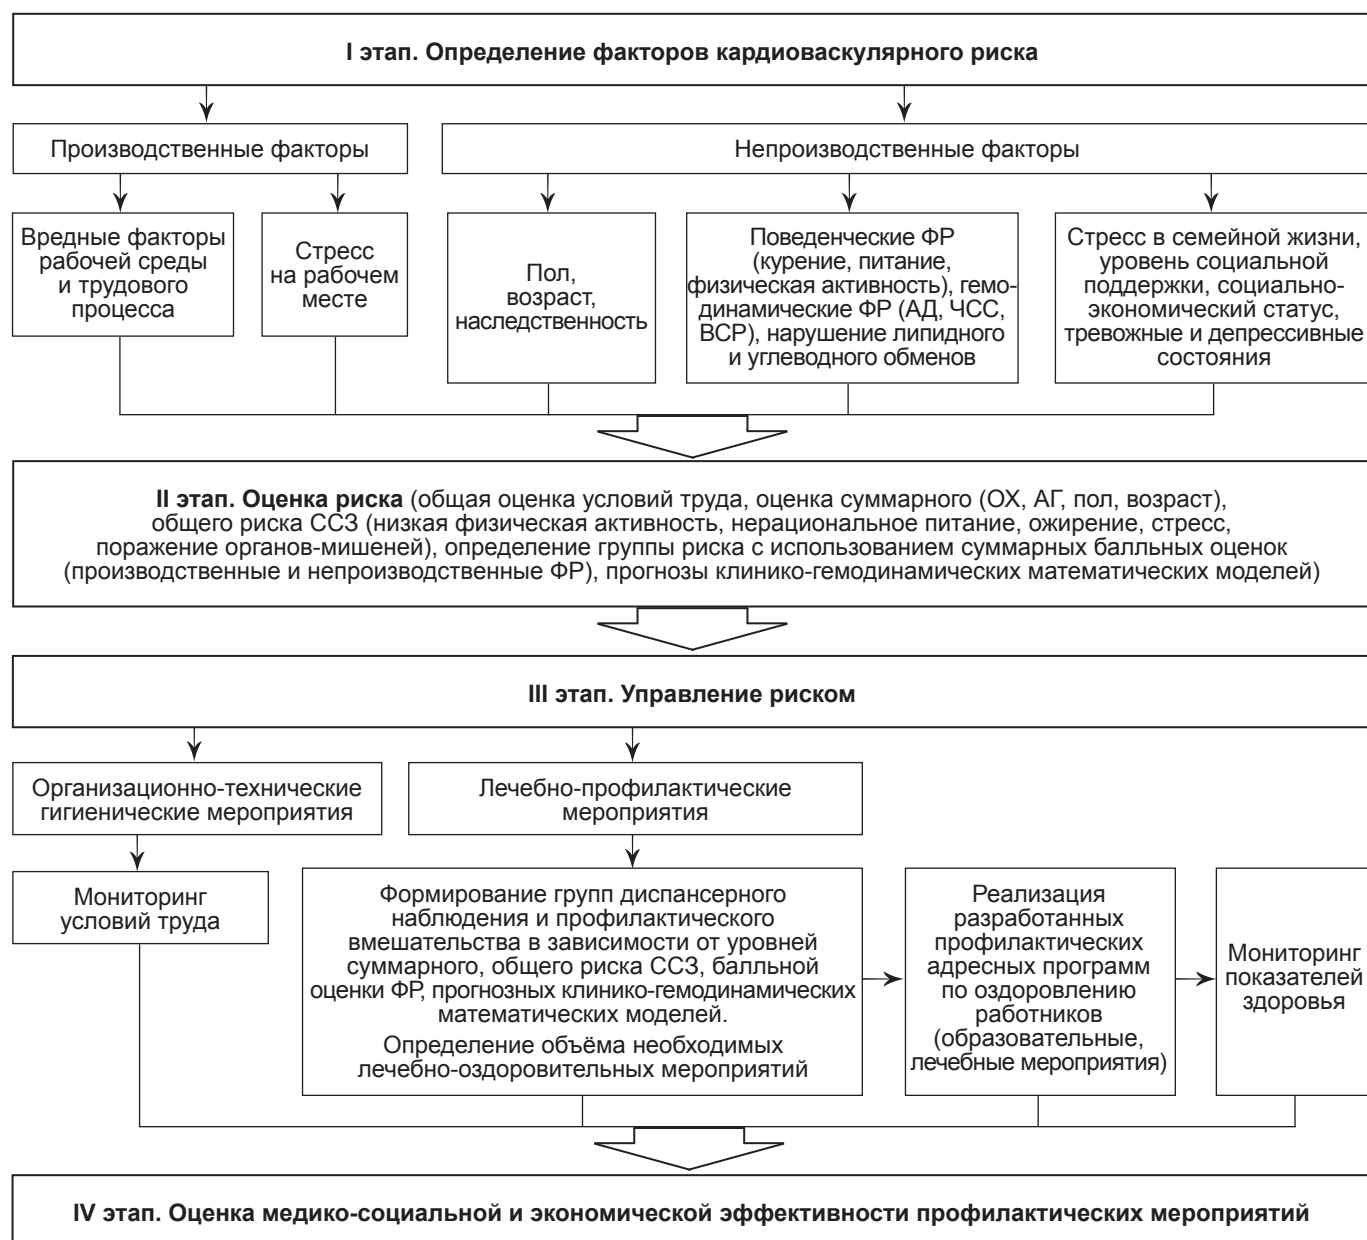 I этап. Определение факторов кардиоваскулярного риска
Производственные факторы
Непроизводственные факторы
Вредные факторы
рабочей среды
и трудового
процесса
Стресс
на рабочем
месте
Пол,
возраст,
наследственность
Поведенческие ФР
(курение, питание,
физическая активность), гемо-
динамические ФР (АД, ЧСС,
ВСР), нарушение липидного
и углеводного обменов
Стресс в семейной жизни,
уровень социальной
поддержки, социально-
экономический статус,
тревожные и депрессивные
состояния
II этап. Оценка риска (общая оценка условий труда, оценка суммарного (ОХ, АГ, пол, возраст),
общего риска ССЗ (низкая физическая активность, нерациональное питание, ожирение, стресс,
поражение органов-мишеней), определение группы риска с использованием суммарных балльных оценок
(производственные и непроизводственные ФР), прогнозы клинико-гемодинамических математических моделей)
III этап. Управление риском
Организационно-технические
гигиенические мероприятия
Лечебно-профилактические
мероприятия
Мониторинг
условий труда
Формирование групп диспансерного
наблюдения и профилактического
вмешательства в зависимости от уровней
суммарного, общего риска ССЗ, балльной
оценки ФР, прогнозных клинико-гемодинамических
математических моделей.
Определение объёма необходимых
лечебно-оздоровительных мероприятий
Реализация
разработанных
профилактических
адресных программ
по оздоровлению
работников
(образовательные,
лечебные мероприятия)
Мониторинг
показателей
здоровья
IV этап. Оценка медико-социальной и экономической эффективности профилактических мероприятий